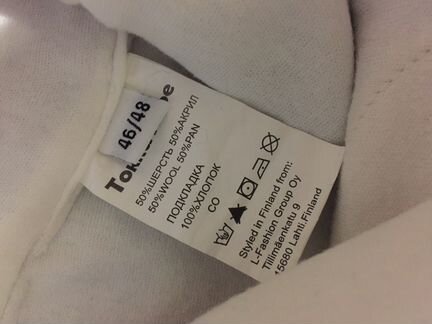 46/48
50%ШЕРСТЬ 50%АКРИЛ
50%WOOL 50%PAN
ПОДКЛАДКА
100%ХЛОПОК
CO
Styled in Finland from:
L-Fashion Group Oy
Tiilimäenkatu 9
15680 Lahti, Finland